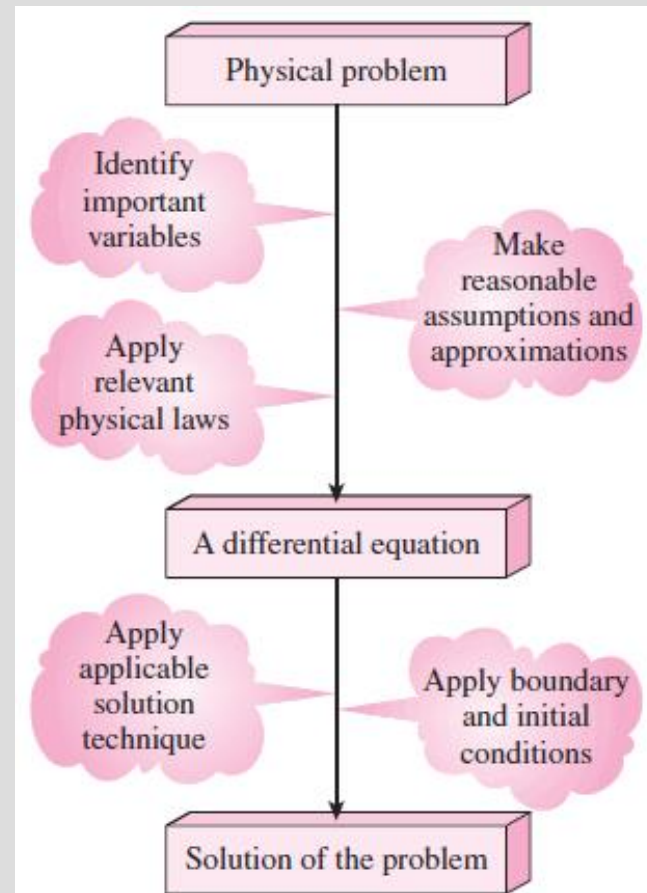 Physical problem
Identify
important
variables
Make
reasonable
assumptions and
approximations
Apply
relevant
physical laws
A differential equation
Apply
applicable
solution
technique
Apply boundary
and initial
conditions
Solution of the problem